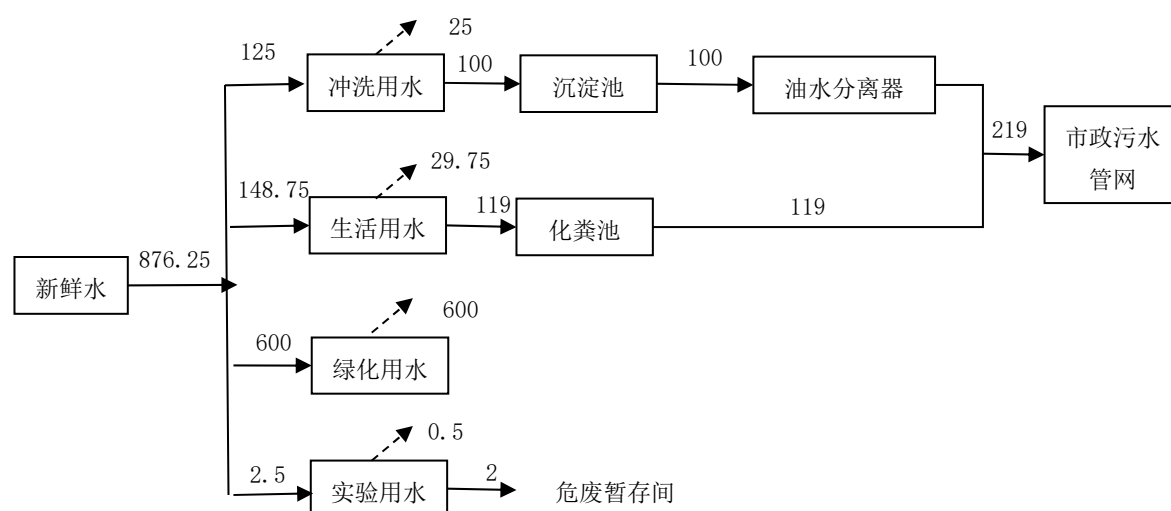 25
125
冲洗用水
100
沉淀池
100
油水分离器
219
市政污水
管网
29.75
148.75
生活用水
119
化粪池
119
876.25
新鲜水
600
600
绿化用水
0.5
2.5
实验用水
2
危废暂存间